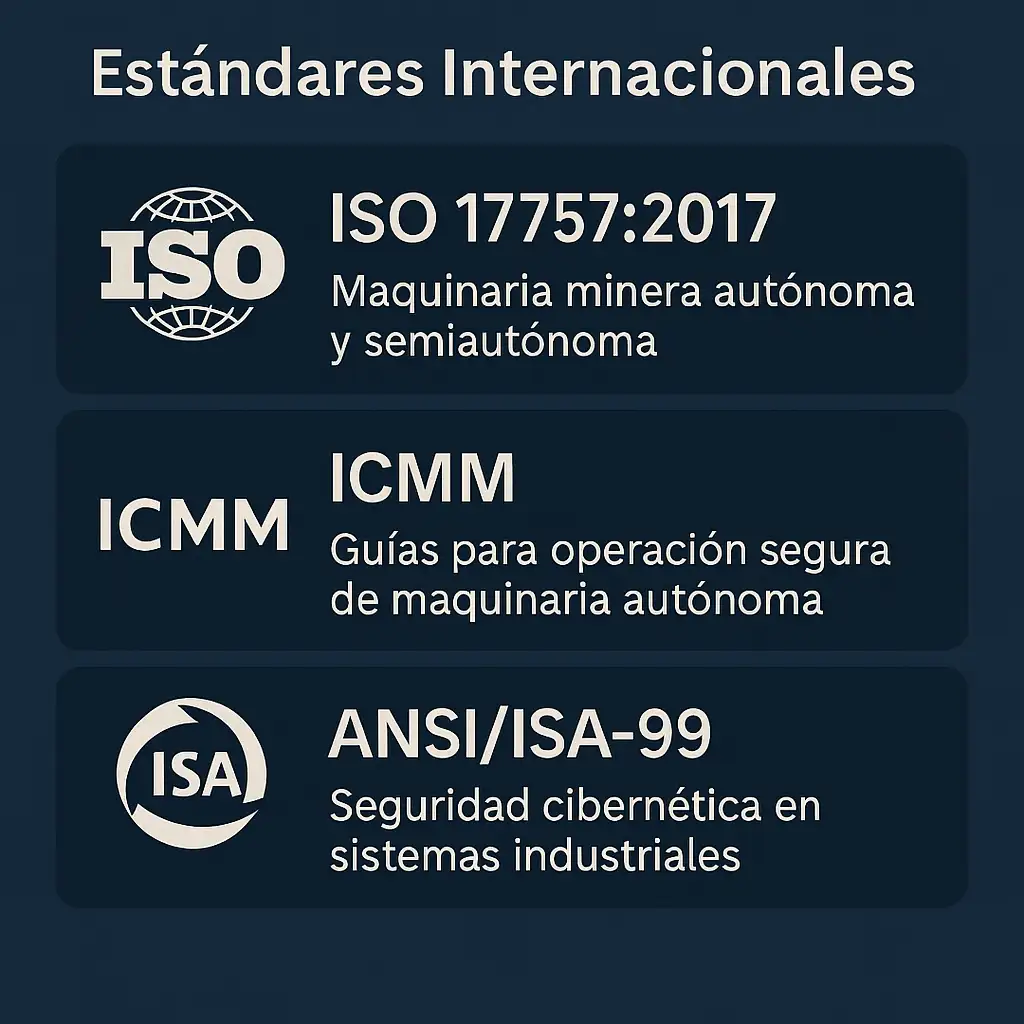 Estándares Internacionales
ISO
ISO 17757:2017
Maquinaria minera autónoma
y semiautónoma
ICMM
ICMM
Guías para operación segura
de maquinaria autónoma
ISA
ANSI/ISA-99
Seguridad cibernética en
sistemas industriales